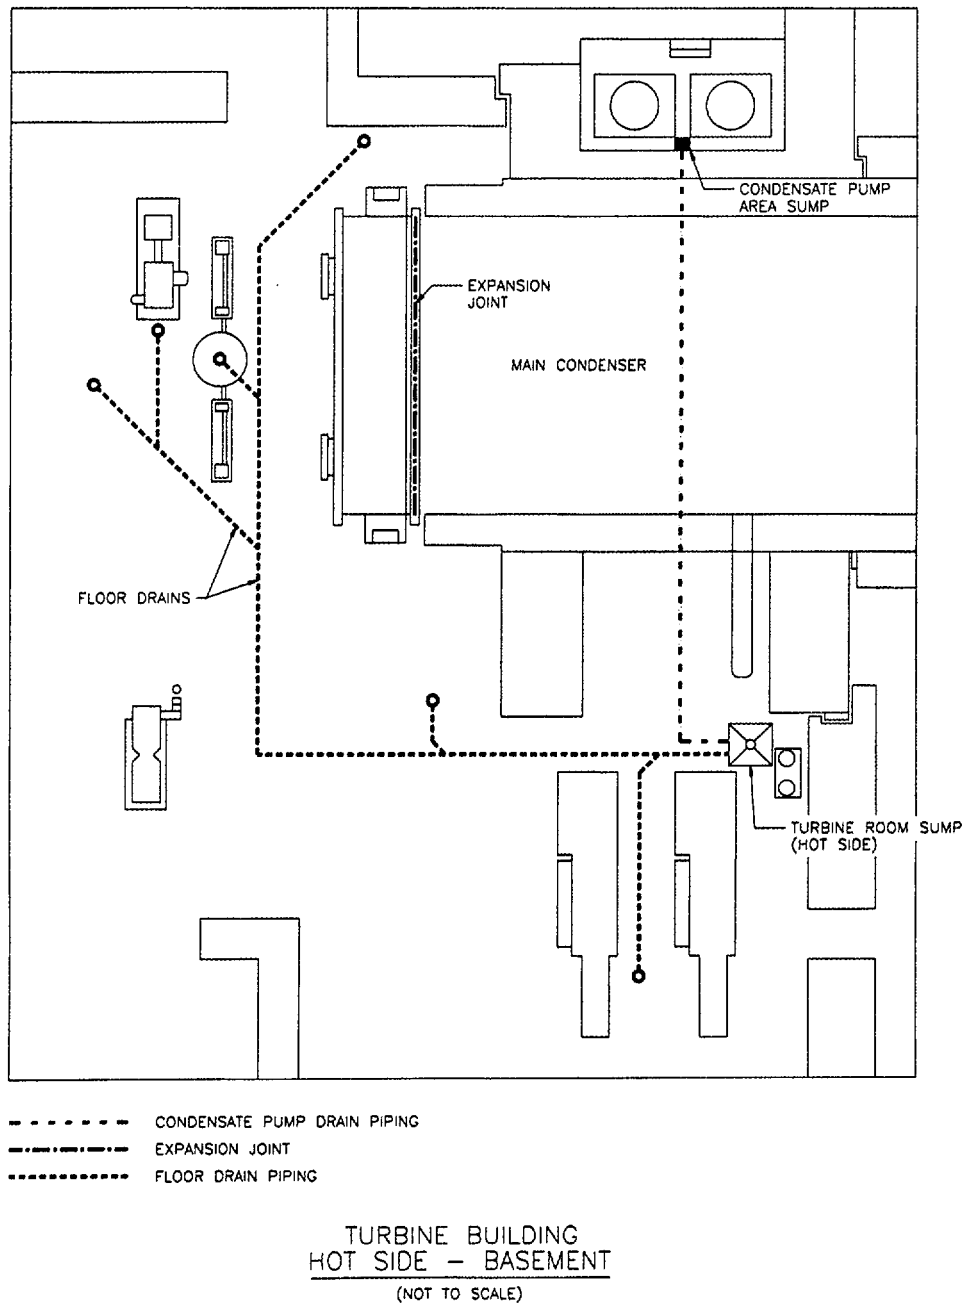 CONDENSATE PUMP
AREA SUMP
EXPANSION
JOINT
MAIN CONDENSER
FLOOR DRAINS
TURBINE ROOM SUMP
(HOT SIDE)
CONDENSATE PUMP DRAIN PIPING
EXPANSION JOINT
FLOOR DRAIN PIPING
TURBINE BUILDING
HOT SIDE – BASEMENT
(NOT TO SCALE)